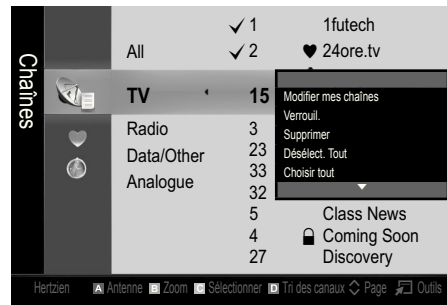 Chaînes
All
TV
Radio
Data/Other
Analogue
1 1futech
2 24ore.tv
15
3
23
33
32
5 Class News
4 Coming Soon
27 Discovery
Modifier mes chaînes
Verrouil.
Supprimer
Désélect. Tout
Choisir tout
Hertzien A Antenne B Zoom C Sélectionner D Tri des canaux Page Outils